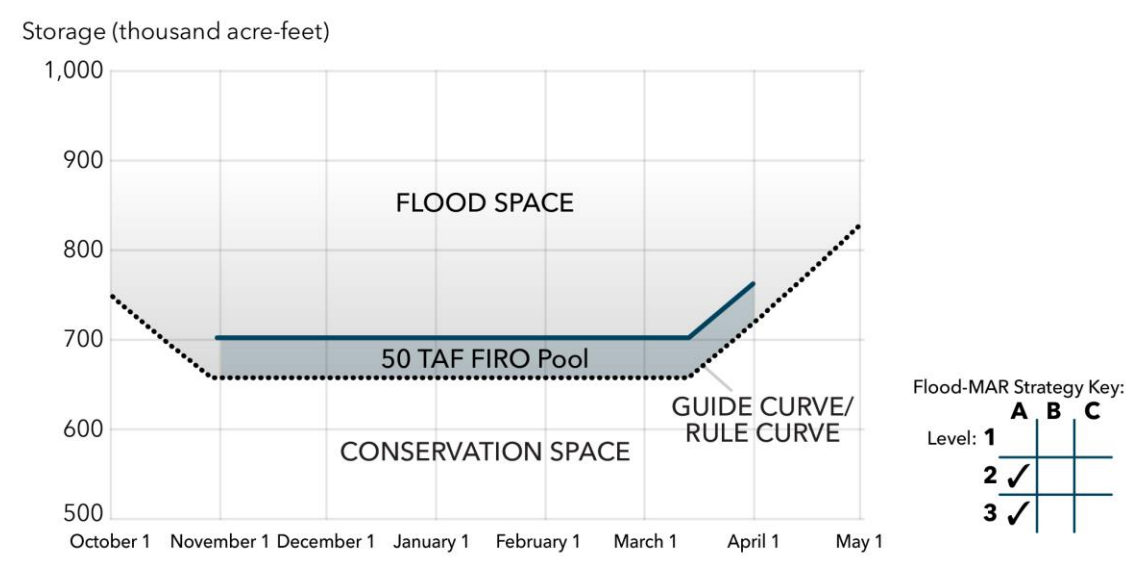 Storage (thousand acre-feet)
1,000
900
800
700
600
500
FLOOD SPACE
50 TAF FIRO Pool
GUIDE CURVE/
RULE CURVE
CONSERVATION SPACE
October 1 November 1 December 1 January 1 February 1 March 1 April 1 May 1
Flood-MAR Strategy Key:
A B C
Level: 1
2 ✓
3 ✓